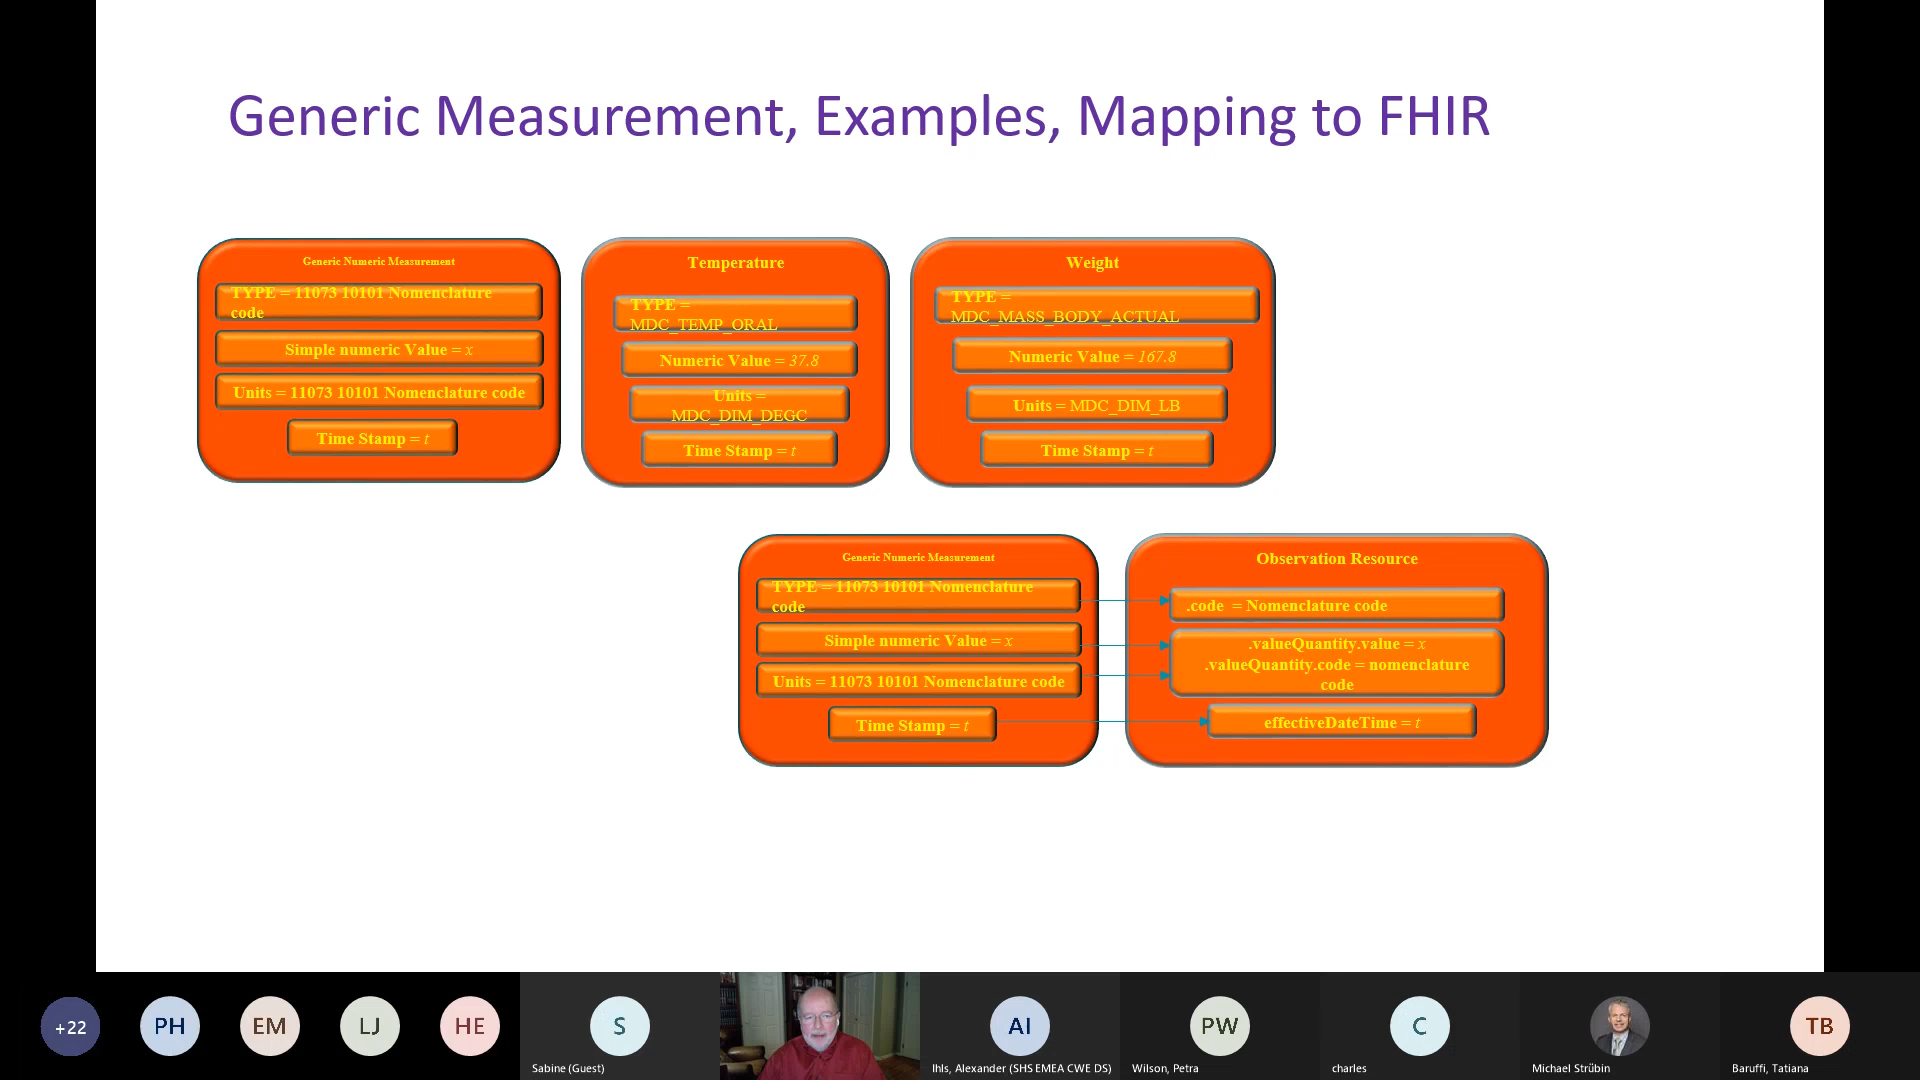 Generic Measurement, Examples, Mapping to FHIR
Generic Numeric Measurement
TYPE = 11073 10101 Nomenclature
code
Simple numeric Value = x
Units = 11073 10101 Nomenclature code
Time Stamp = t
Temperature
TYPE =
MDC_TEMP_ORAL
Numeric Value = 37.8
Units =
MDC_DIM_DEGC
Time Stamp = t
Weight
TYPE =
MDC_MASS_BODY_ACTUAL
Numeric Value = 167.8
Units = MDC_DIM_LB
Time Stamp = t
Generic Numeric Measurement
TYPE = 11073 10101 Nomenclature
code
Simple numeric Value = x
Units = 11073 10101 Nomenclature code
Time Stamp = t
Observation Resource
.code = Nomenclature code
.valueQuantity.value = x
.valueQuantity.code = nomenclature
code
effectiveDateTime = t
+22
PH
EM
LJ
HE
S
Sabine (Guest)
AI
Ihls, Alexander (SHS EMEA CWE DS)
PW
Wilson, Petra
C
charles
Michael Strübin
TB
Baruffi, Tatiana